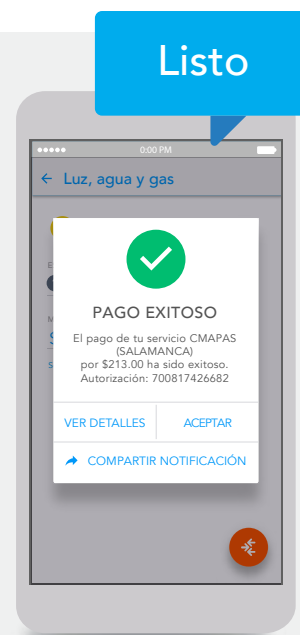 Listo
0:00 PM
Luz, agua y gas
E
M
S
s
PAGO EXITOSO
El pago de tu servicio CMAPAS
(SALAMANCA)
por $213.00 ha sido exitoso.
Autorización: 700817426682
VER DETALLES ACEPTAR
COMPARTIR NOTIFICACIÓN